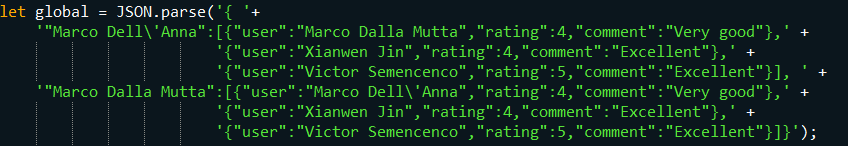 let global = JSON.parse('{ '+
'"Marco Dell\'Anna":[{"user":"Marco Dalla Mutta","rating":4,"comment":"Very good"},' +
'{"user":"Xianwen Jin","rating":4,"comment":"Excellent"},' +
'{"user":"Victor Semencenco","rating":5,"comment":"Excellent"}], ' +
'"Marco Dalla Mutta":[{"user":"Marco Dell\'Anna","rating":4,"comment":"Very good"},' +
'{"user":"Xianwen Jin","rating":4,"comment":"Excellent"},' +
'{"user":"Victor Semencenco","rating":5,"comment":"Excellent"}]}');